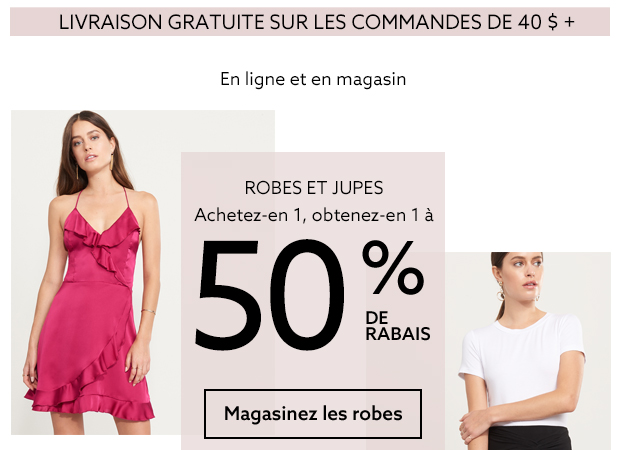 LIVRAISON GRATUITE SUR LES COMMANDES DE 40 $ +
En ligne et en magasin
ROBES ET JUPES
Achetez-en 1, obtenez-en 1 à
50 %
DE
RABAIS
Magasinez les robes